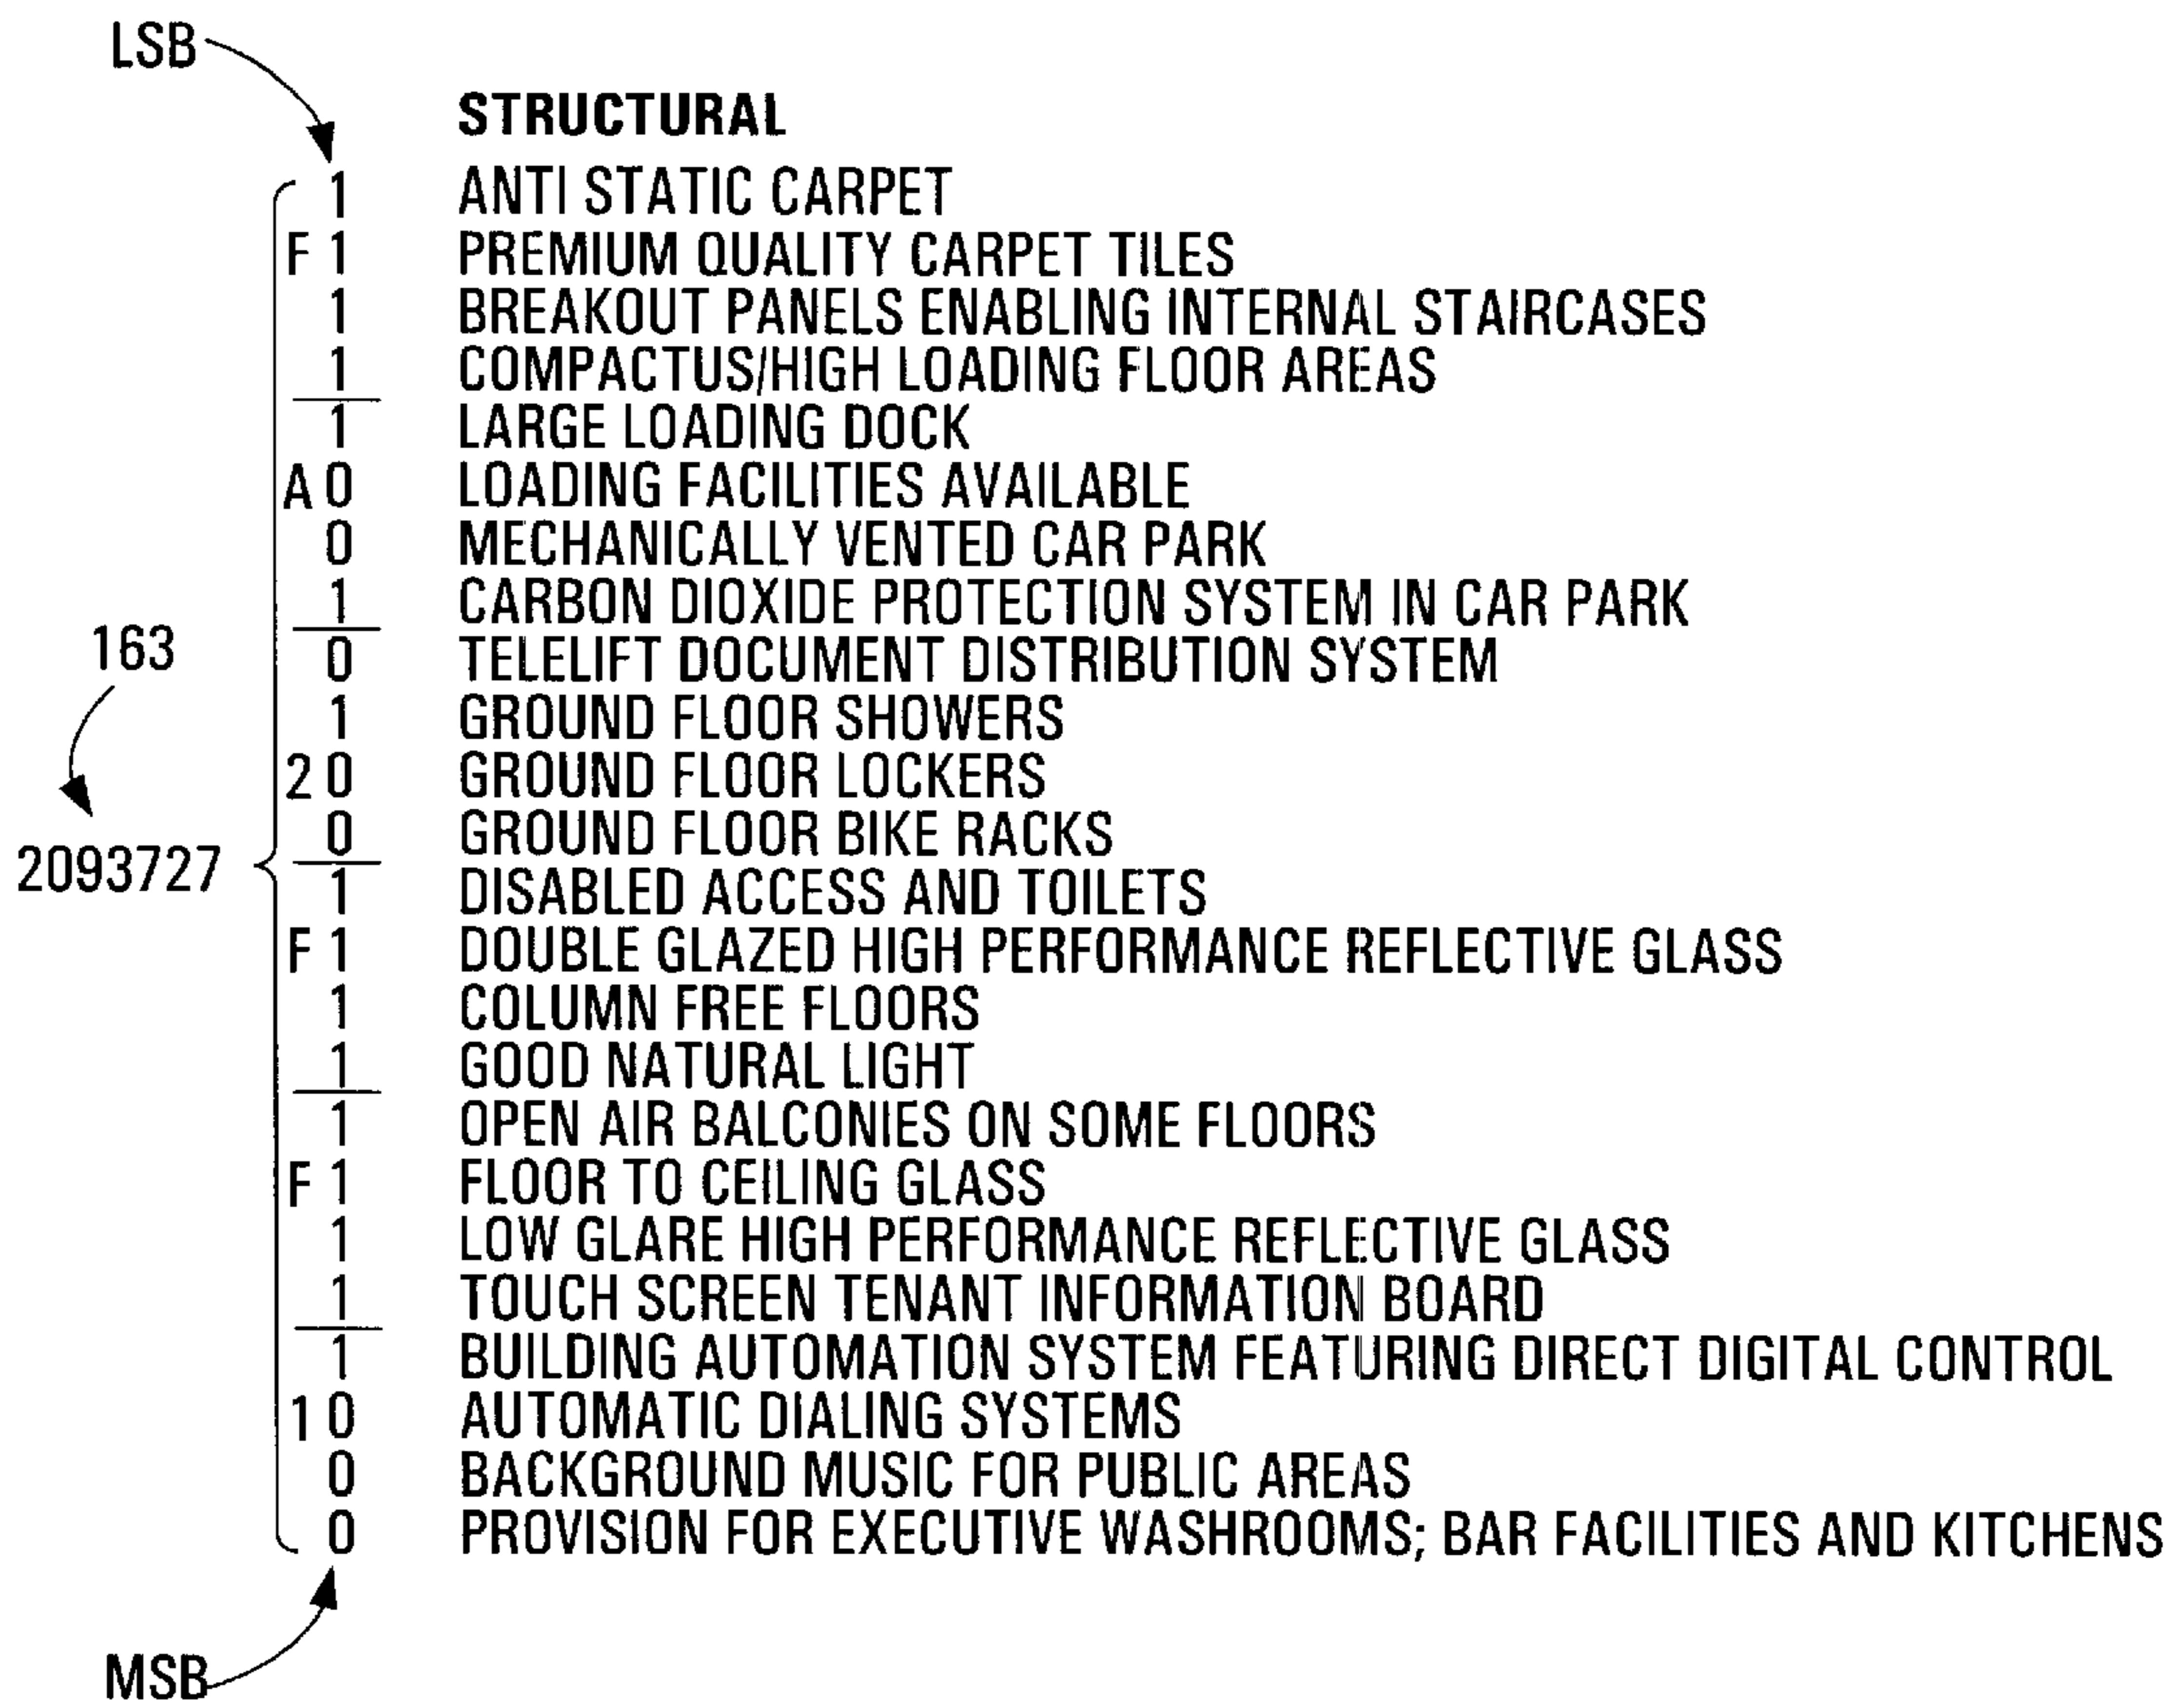 LSB
STRUCTURAL
1 ANTI STATIC CARPET
F 1 PREMIUM QUALITY CARPET TILES
1 BREAKOUT PANELS ENABLING INTERNAL STAIRCASES
1 COMPACTUS/HIGH LOADING FLOOR AREAS
1 LARGE LOADING DOCK
A 0 LOADING FACILITIES AVAILABLE
0 MECHANICALLY VENTED CAR PARK
1 CARBON DIOXIDE PROTECTION SYSTEM IN CAR PARK
163
0 TELELIFT DOCUMENT DISTRIBUTION SYSTEM
1 GROUND FLOOR SHOWERS
2 0 GROUND FLOOR LOCKERS
0 GROUND FLOOR BIKE RACKS
2093727
1 DISABLED ACCESS AND TOILETS
F 1 DOUBLE GLAZED HIGH PERFORMANCE REFLECTIVE GLASS
1 COLUMN FREE FLOORS
1 GOOD NATURAL LIGHT
1 OPEN AIR BALCONIES ON SOME FLOORS
F 1 FLOOR TO CEILING GLASS
1 LOW GLARE HIGH PERFORMANCE REFLECTIVE GLASS
1 TOUCH SCREEN TENANT INFORMATION BOARD
1 BUILDING AUTOMATION SYSTEM FEATURING DIRECT DIGITAL CONTROL
1 0 AUTOMATIC DIALING SYSTEMS
0 BACKGROUND MUSIC FOR PUBLIC AREAS
0 PROVISION FOR EXECUTIVE WASHROOMS; BAR FACILITIES AND KITCHENS
MSB